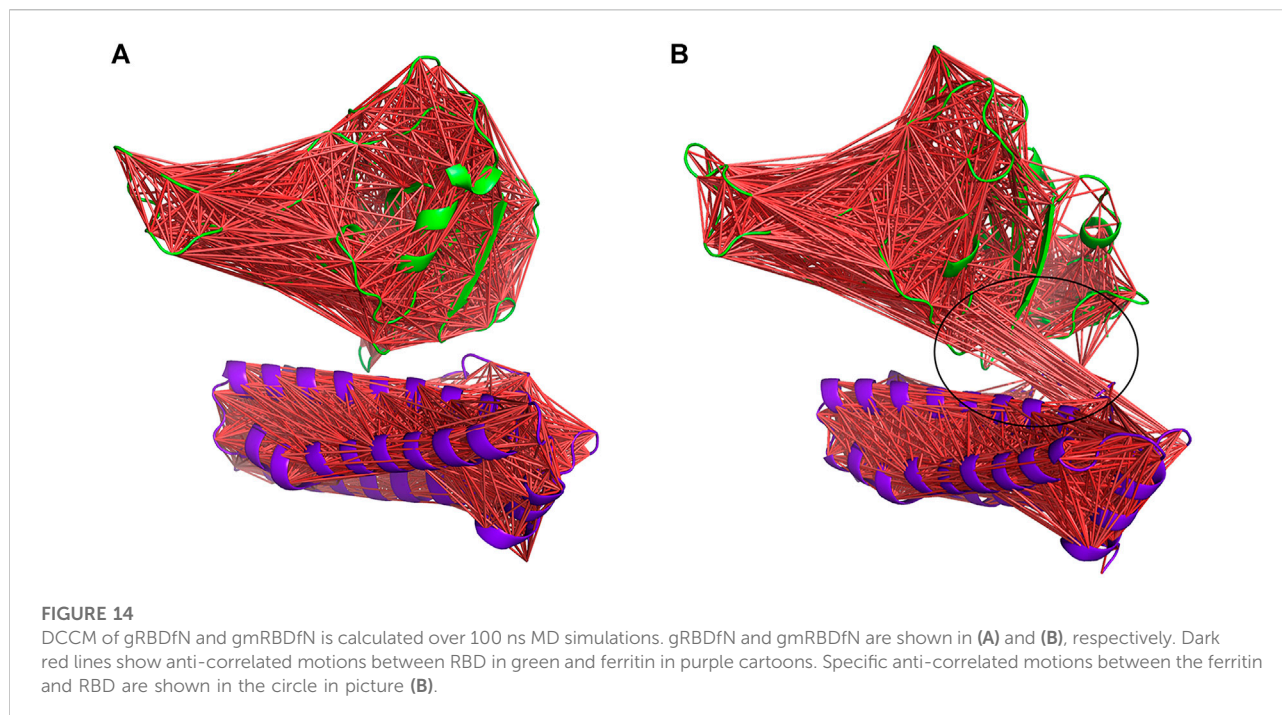 A
B
FIGURE 14
DCCM of gRBDfN and gmRBDfN is calculated over 100 ns MD simulations. gRBDfN and gmRBDfN are shown in (A) and (B), respectively. Dark
red lines show anti-correlated motions between RBD in green and ferritin in purple cartoons. Specific anti-correlated motions between the ferritin
and RBD are shown in the circle in picture (B).